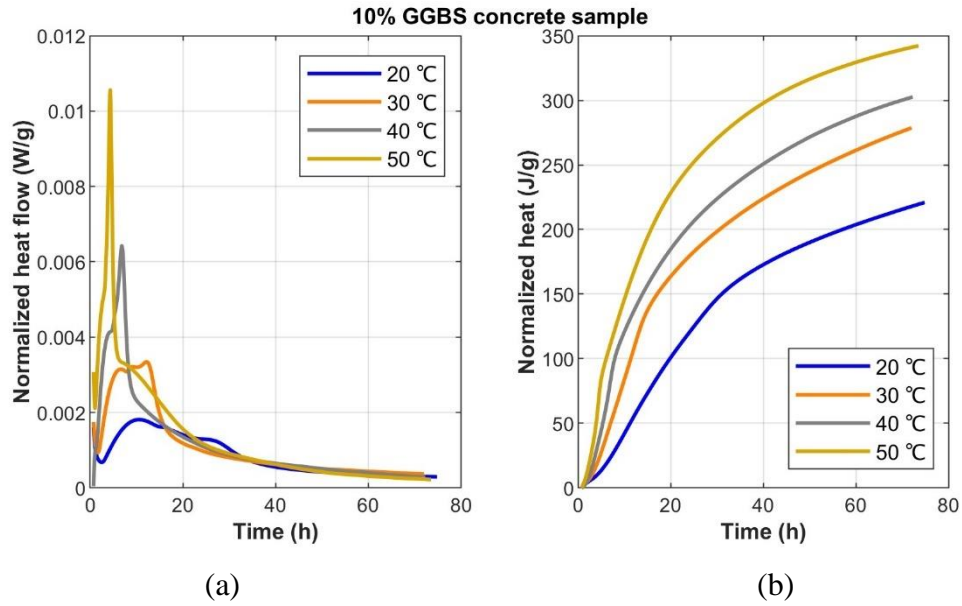 10% GGBS concrete sample
Normalized heat flow (W/g)
0.012
0.01
0.008
0.006
0.004
0.002
0
0 20 40 60 80
Time (h)
20 ℃
30 ℃
40 ℃
50 ℃
(a)
Normalized heat (J/g)
350
300
250
200
150
100
50
0
0 20 40 60 80
Time (h)
20 ℃
30 ℃
40 ℃
50 ℃
(b)